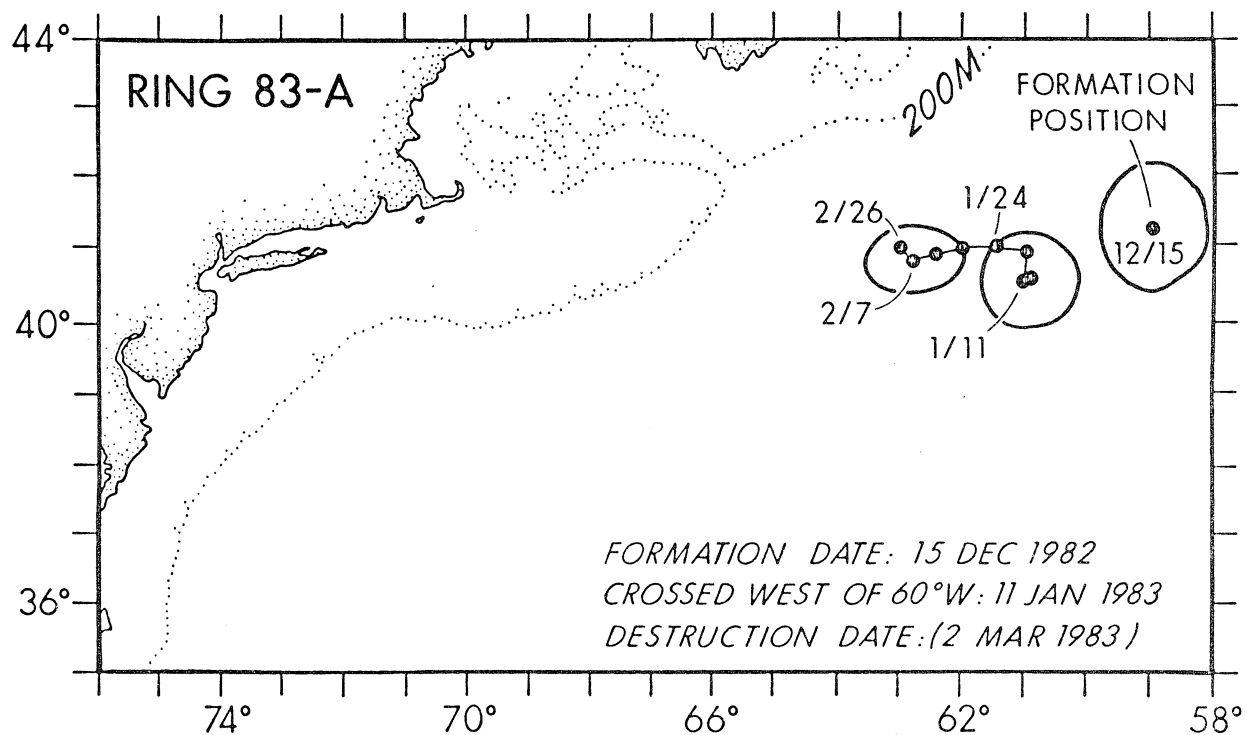 44°
RING 83-A
200M.
FORMATION
POSITION
12/15
1/24
2/26
2/7
1/11
40°
36°
FORMATION DATE: 15 DEC 1982
CROSSED WEST OF 60°W: 11 JAN 1983
DESTRUCTION DATE:(2 MAR 1983)
74° 70° 66° 62° 58°